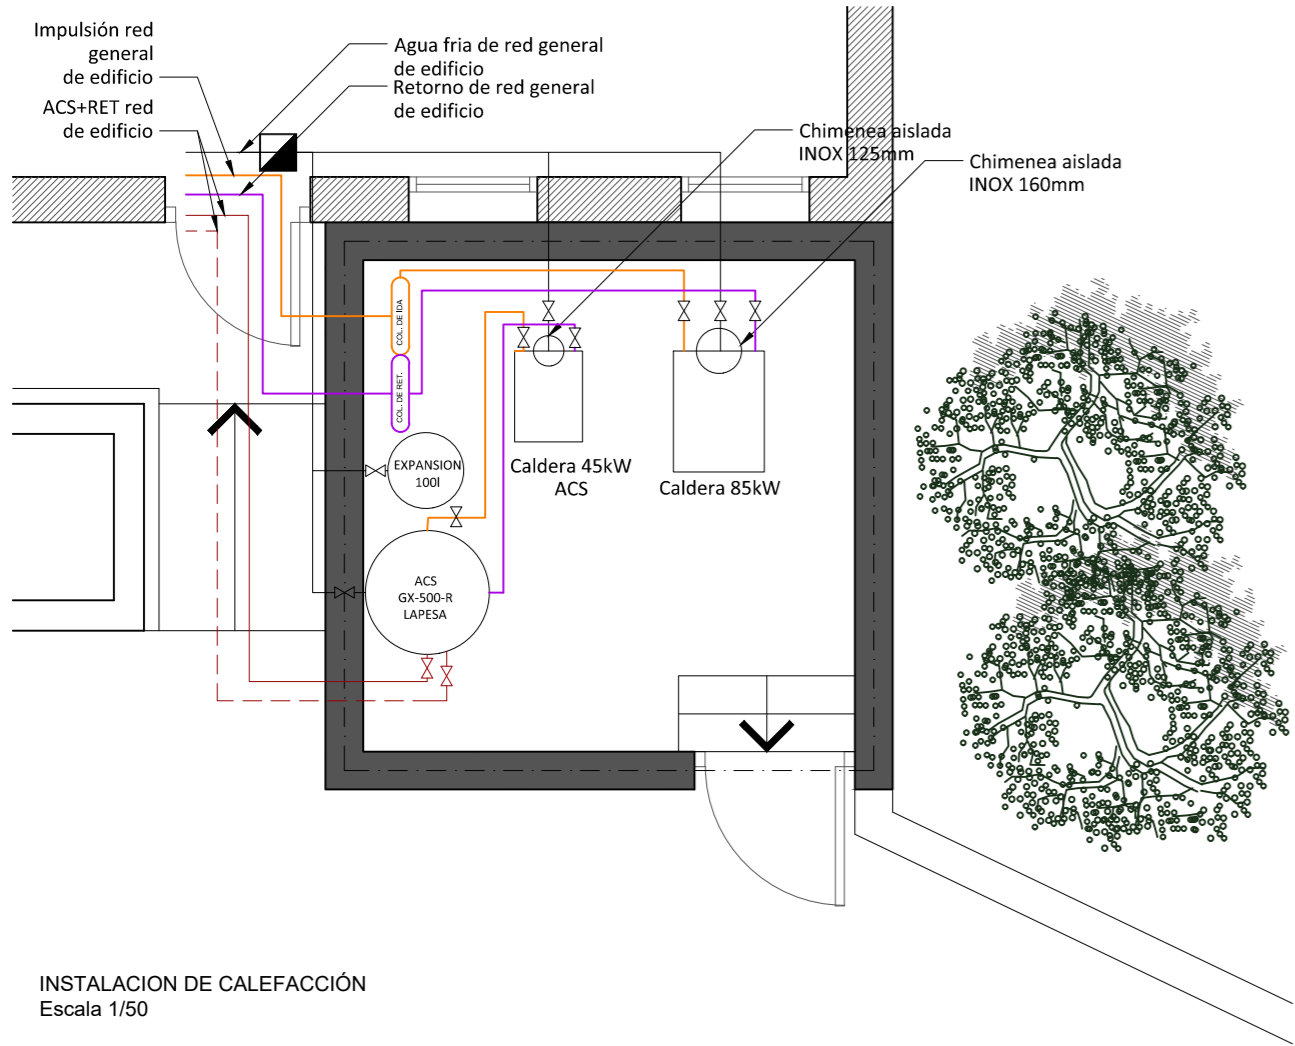 Impulsión red
general
de edificio
ACS+RET red
de edificio
Agua fria de red general
de edificio
Retorno de red general
de edificio
Chimenea aislada
INOX 125mm
Chimenea aislada
INOX 160mm
COL. DE IDA
COL. DE RET.
EXPANSION
100l
Caldera 45kW
ACS
Caldera 85kW
ACS
GX-500-R
LAPESA
INSTALACION DE CALEFACCIÓN
Escala 1/50